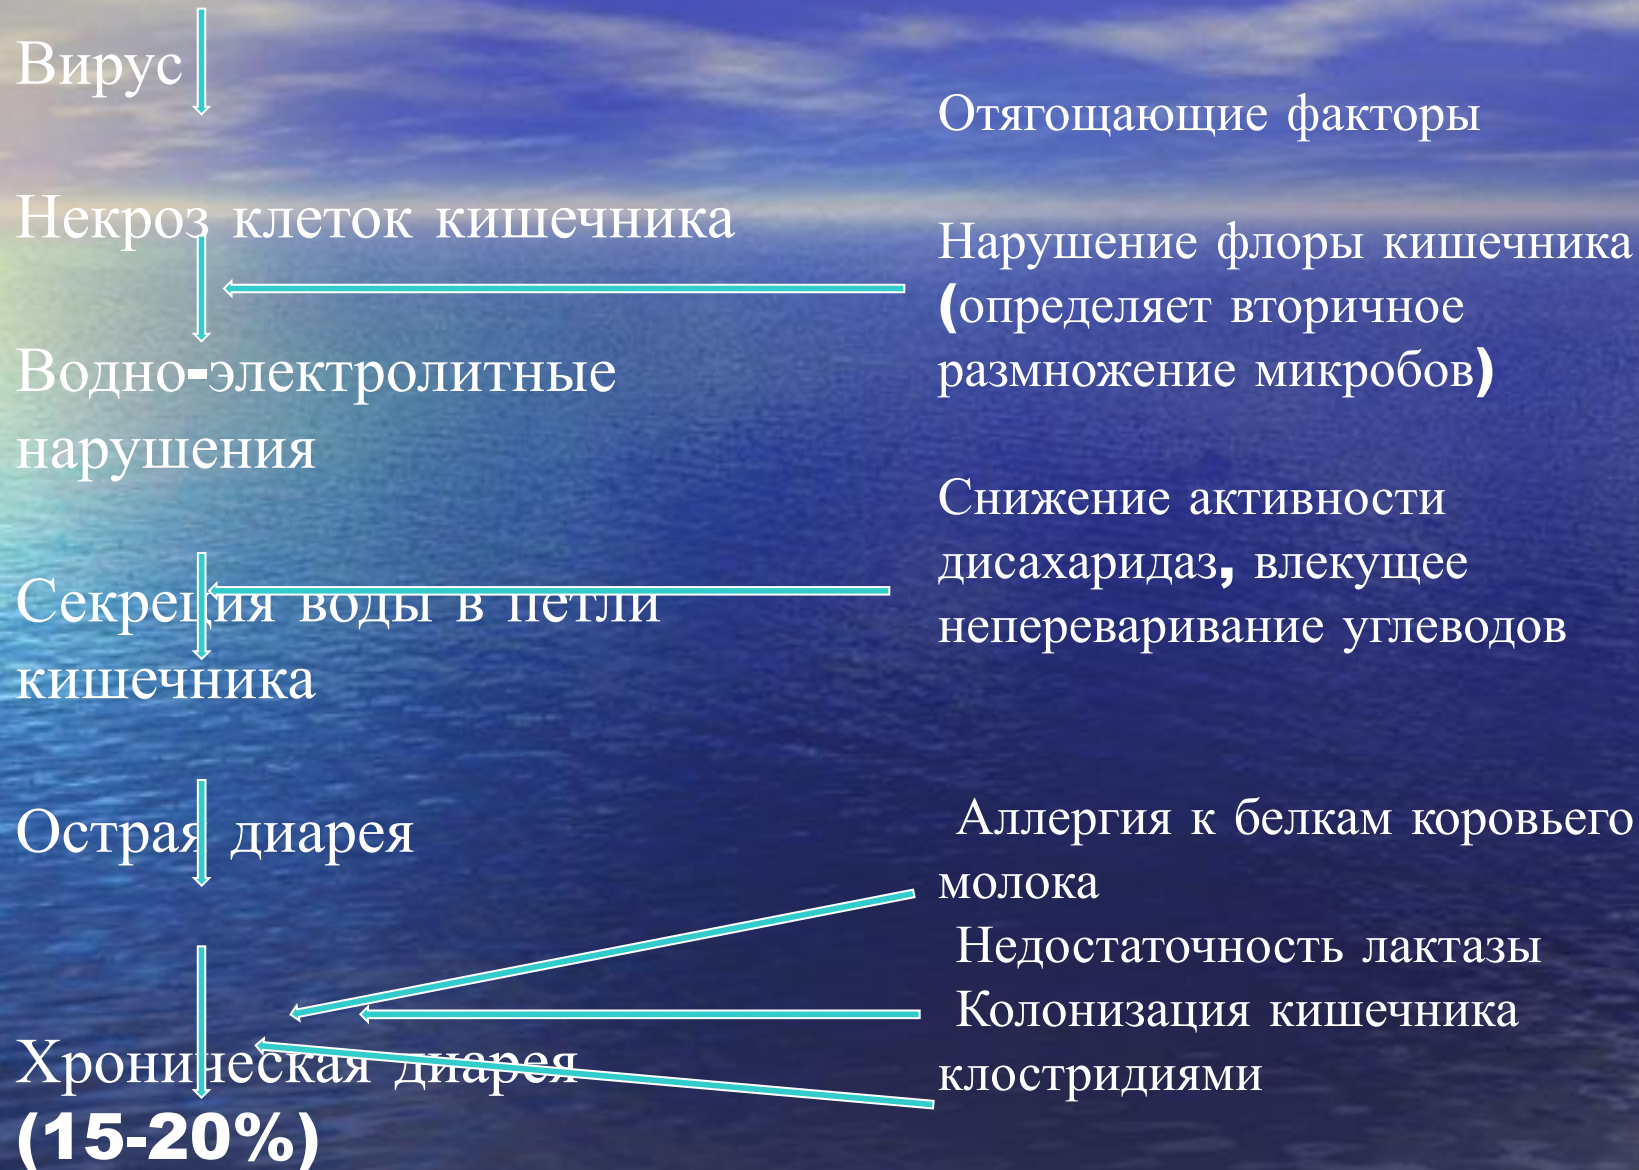 Вирус
Некроз клеток кишечника
Водно-электролитные
нарушения
Секреция воды в петли
кишечника
Острая диарея
Хроническая диарея
(15-20%)
Отягощающие факторы
Нарушение флоры кишечника
(определяет вторичное
размножение микробов)
Снижение активности
дисахаридаз, влекущее
непереваривание углеводов
Аллергия к белкам коровьего
молока
Недостаточность лактазы
Колонизация кишечника
клостридиями